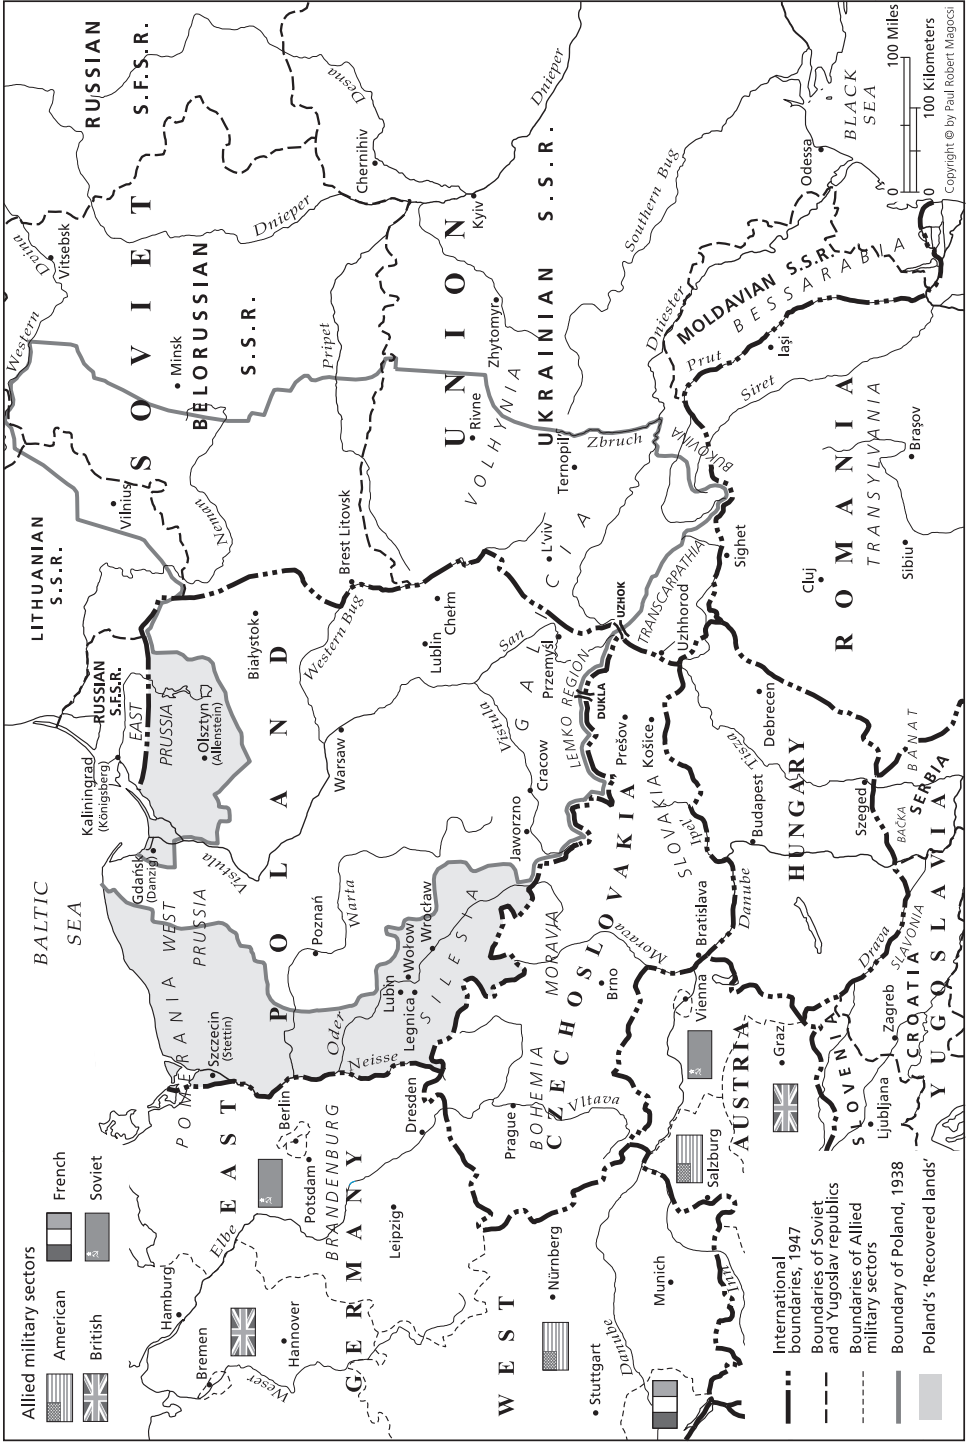 Allied military sectors
American
French
British
Soviet
BALTIC
SEA
LITHUANIAN
S.S.R.
RUSSIAN
S.F.S.R.
RUSSIAN
S.F.S.R.
Western
Dvina
Vitsebsk
Vilnius
Minsk
BELORUSSIAN
S.S.R.
SOVIET
UNION
Neman
Dnieper
Desna
Chernihiv
Dnieper
Kyiv
Pripet
Zhytomyr
Rivne
VOLHYNIA
UKRAINIAN S.S.R.
Southern Bug
Ternopil'
Zbruch
L'viv
GALICIA
Dniester
MOLDAVIAN S.S.R.
BESSARABIA
Odessa
BLACK
SEA
Prut
Iaşi
Siret
BUKOVINA
ROMANIA
TRANSYLVANIA
Braşov
Sibiu
Cluj
Sighet
TRANSCARPATHIA
Uzhhorod
UZHOK
Kaliningrad
(Königsberg)
EAST
PRUSSIA
Olsztyn
(Allenstein)
Gdańsk
(Danzig)
WEST
PRUSSIA
POMERANIA
Szczecin
(Stettin)
Vistula
Białystok
Brest Litovsk
Western Bug
POLAND
Warsaw
Poznań
Warta
Chełm
Lublin
San
Przemyśl
LEMKO REGION
DUKLA
Vistula
Cracow
Jaworzno
Wrocław
Wołow
Lubin
Legnica
SILESIA
Oder
Neisse
Hamburg
Bremen
Elbe
Weser
Hannover
EAST
GERMANY
Berlin
Potsdam
BRANDENBURG
Leipzig
Dresden
WEST
Nürnberg
Stuttgart
Danube
Munich
Inn
Prague
BOHEMIA
Vltava
CZECHOSLOVAKIA
MORAVIA
Brno
Morava
SLOVAKIA
Prešov
Košice
Ipel'
Bratislava
Vienna
Danube
Salzburg
AUSTRIA
Graz
HUNGARY
Budapest
Debrecen
Tisza
Szeged
BAČKA
BANAT
SERBIA
YUGOSLAVIA
Drava
SLAVONIA
CROATIA
Zagreb
SLOVENIA
Ljubljana
International
boundaries, 1947
Boundaries of Soviet
and Yugoslav republics
Boundaries of Allied
military sectors
Boundary of Poland, 1938
Poland's 'Recovered lands'
0 100 Miles
0 100 Kilometers
Copyright © by Paul Robert Magocsi